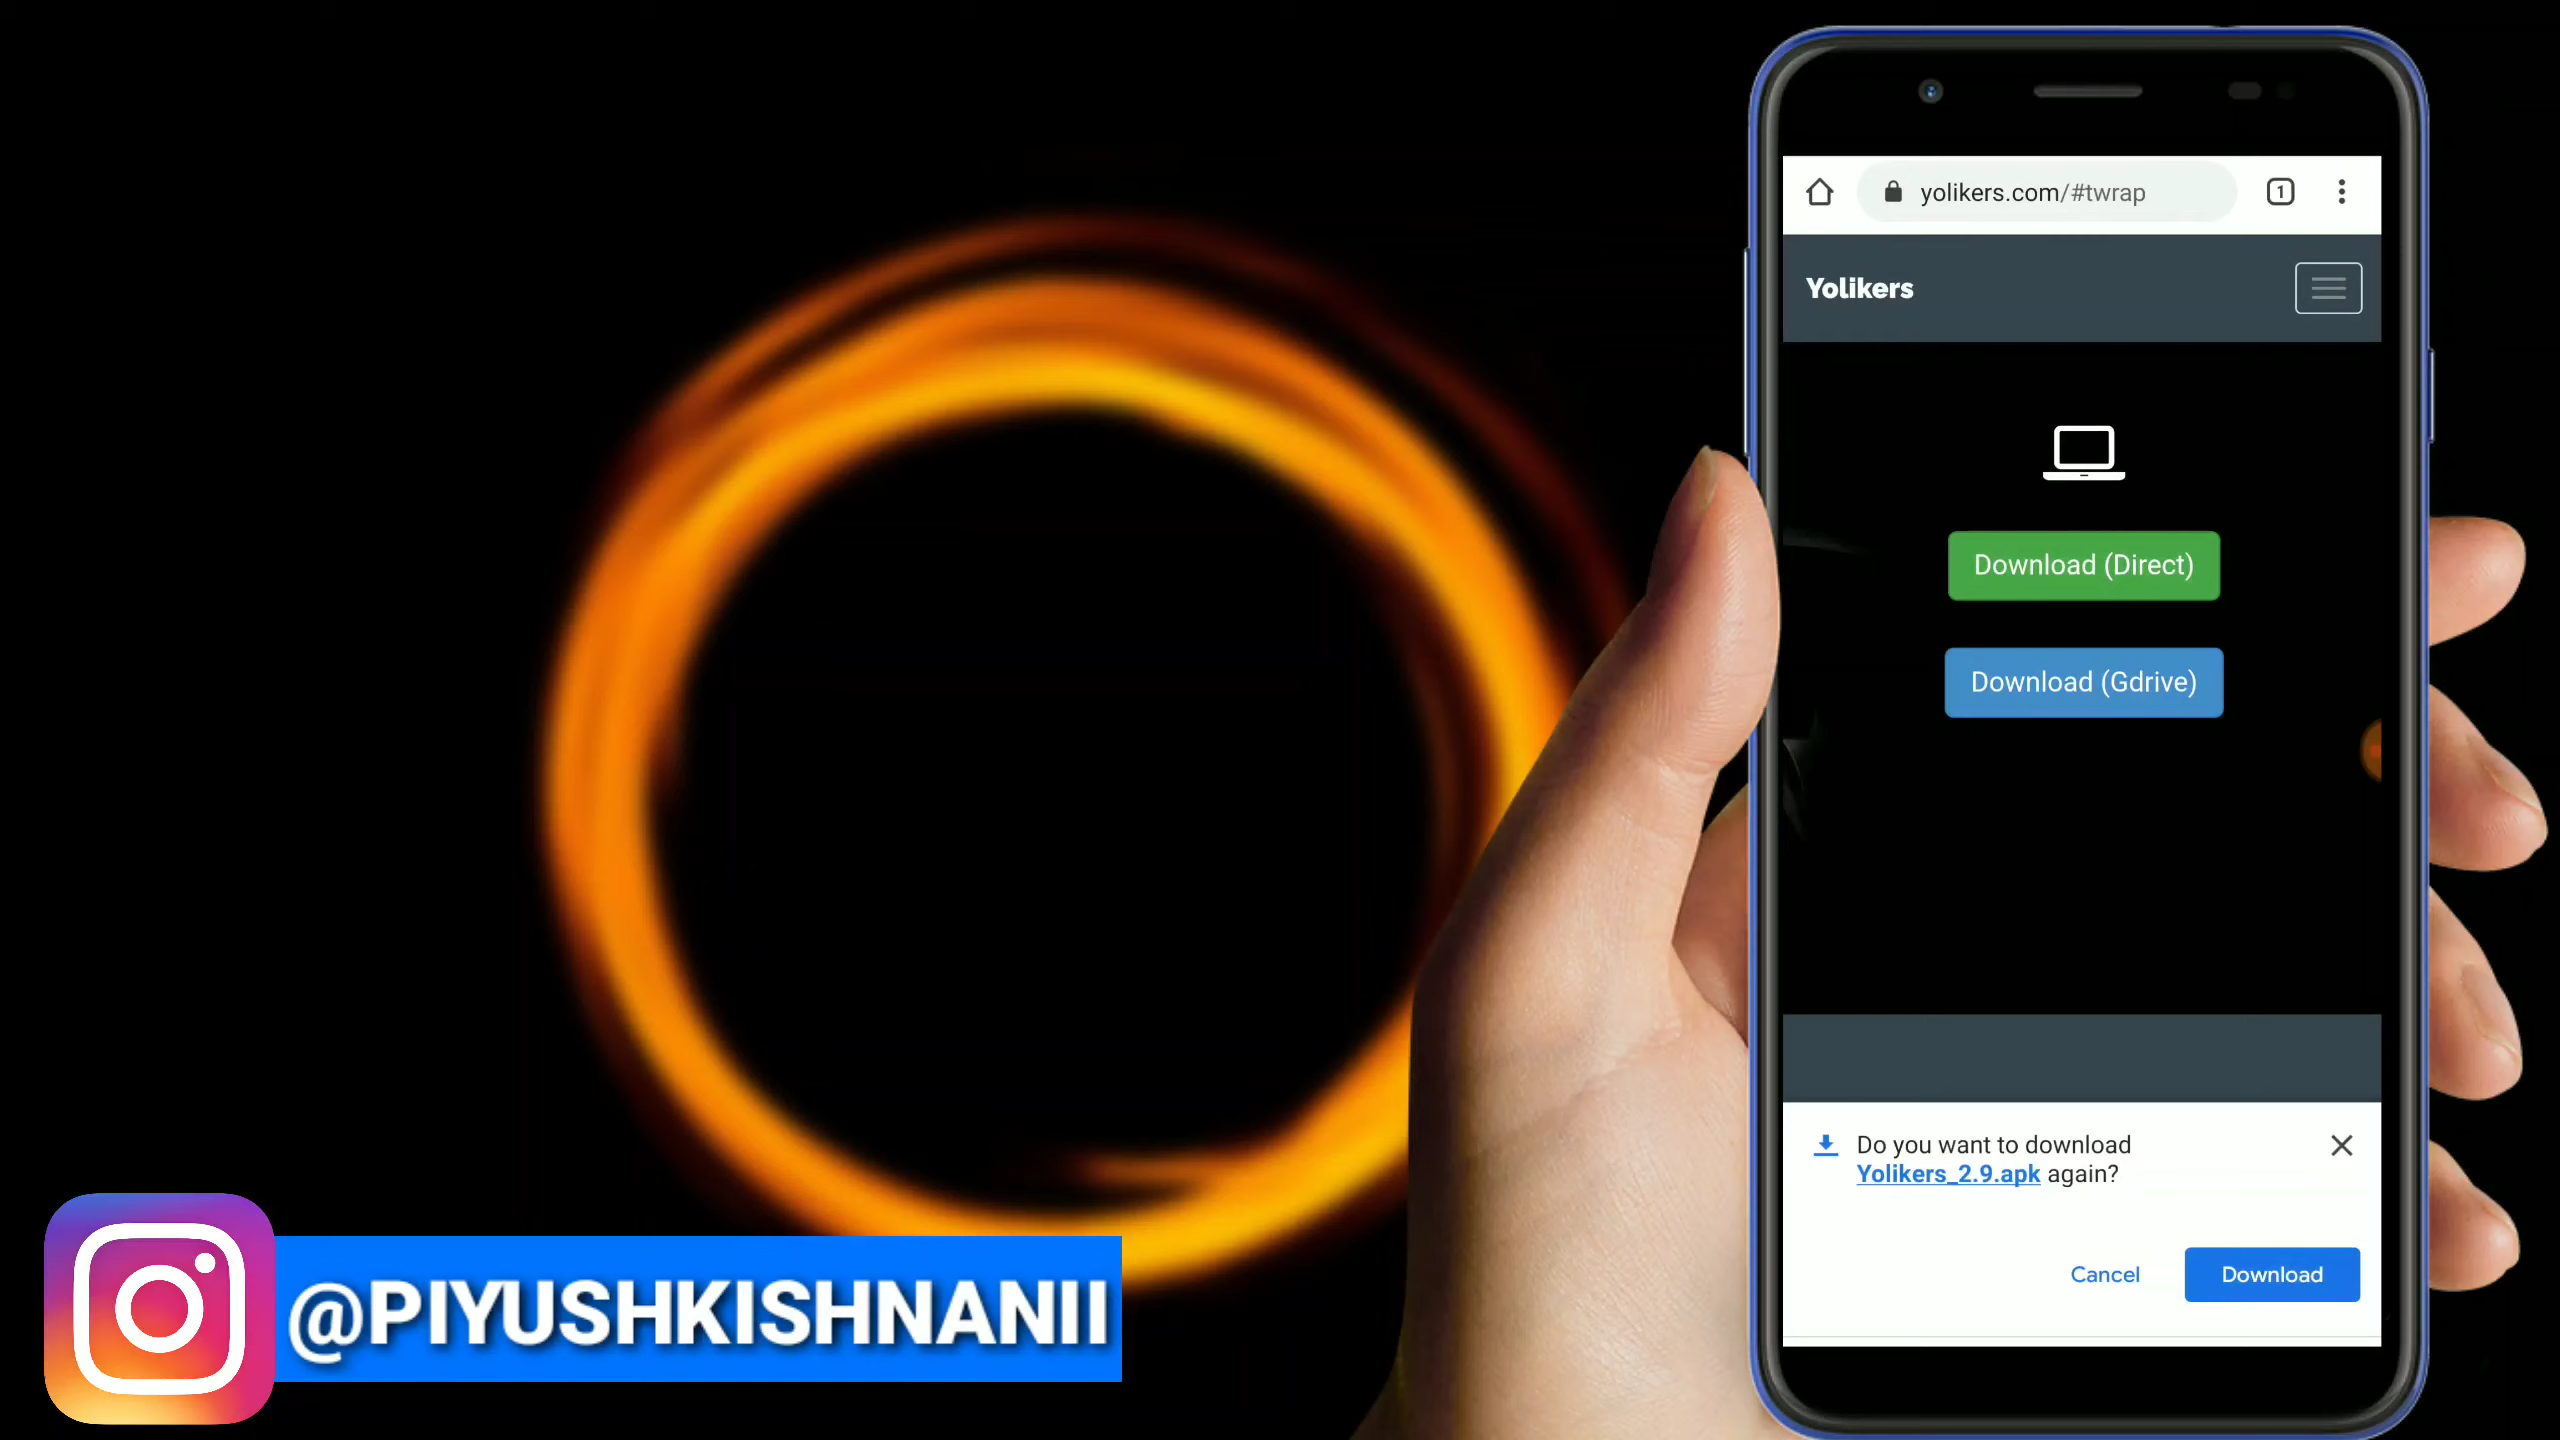 yolikers.com/#twrap
1
Yolikers
Download (Direct)
Download (Gdrive)
Do you want to download
Yolikers_2.9.apk again?
Cancel
Download
@PIYUSHKISHNANII